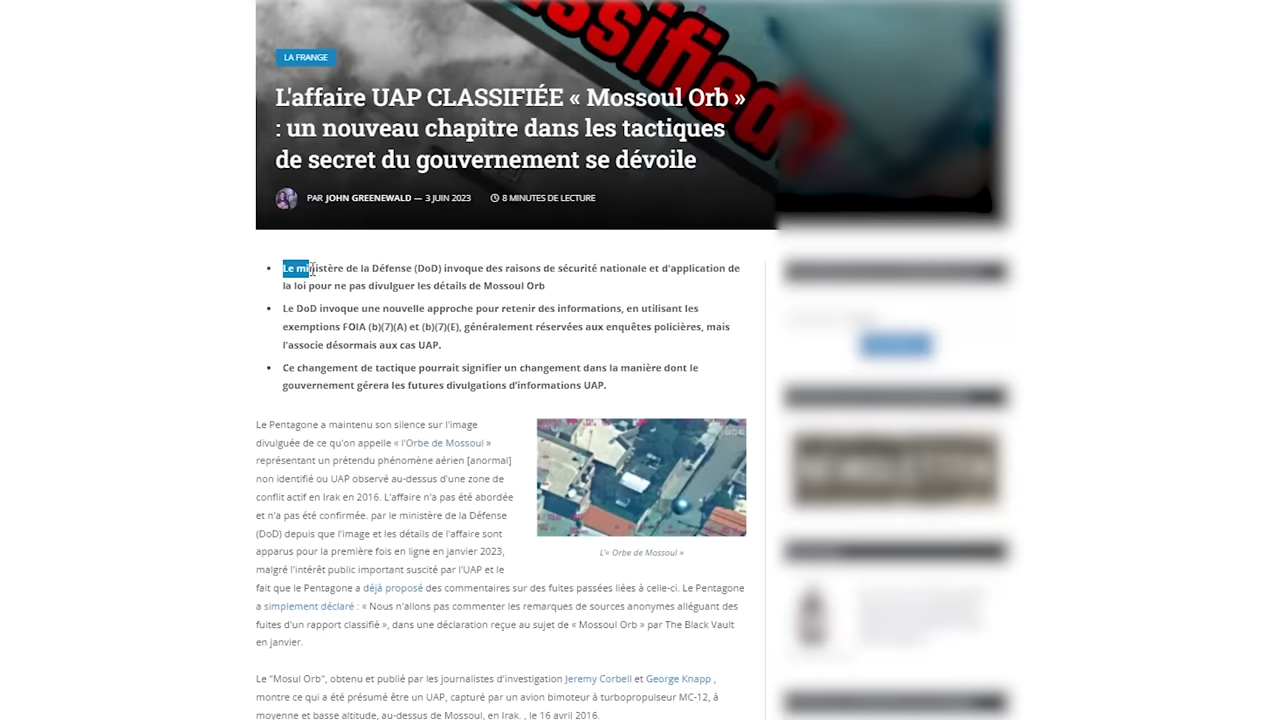 ssified?
LA FRANGE
L'affaire UAP CLASSIFIÉE « Mossoul Orb »
: un nouveau chapitre dans les tactiques
de secret du gouvernement se dévoile
PAR JOHN GREENEWALD — 3 JUIN 2023 8 MINUTES DE LECTURE
• Le ministère de la Défense (DoD) invoque des raisons de sécurité nationale et d'application de
la loi pour ne pas divulguer les détails de Mossoul Orb
• Le DoD invoque une nouvelle approche pour retenir des informations, en utilisant les
exemptions FOIA (b)(7)(A) et (b)(7)(E), généralement réservées aux enquêtes policières, mais
l'associe désormais aux cas UAP.
• Ce changement de tactique pourrait signifier un changement dans la manière dont le
gouvernement gérera les futures divulgations d’informations UAP.
Le Pentagone a maintenu son silence sur l'image
divulguée de ce qu'on appelle « l'Orbe de Mossoul »
représentant un prétendu phénomène aérien [anormal]
non identifié ou UAP observé au-dessus d'une zone de
conflit actif en Irak en 2016. L'affaire n'a pas été abordée
et n'a pas été confirmée. par le ministère de la Défense
(DoD) depuis que l'image et les détails de l'affaire sont
apparus pour la première fois en ligne en janvier 2023,
malgré l'intérêt public important suscité par l'UAP et le
fait que le Pentagone a déjà proposé des commentaires sur des fuites passées liées à celle-ci. Le Pentagone
a simplement déclaré : « Nous n'allons pas commenter les remarques de sources anonymes alléguant des
fuites d'un rapport classifié », dans une déclaration reçue au sujet de « Mossoul Orb » par The Black Vault
en janvier.
L'« Orbe de Mossoul »
Le "Mosul Orb", obtenu et publié par les journalistes d'investigation Jeremy Corbell et George Knapp ,
montre ce qui a été présumé être un UAP, capturé par un avion bimoteur à turbopropulseur MC-12, à
moyenne et basse altitude, au-dessus de Mossoul, en Irak. , le 16 avril 2016.
NEWSLETTER